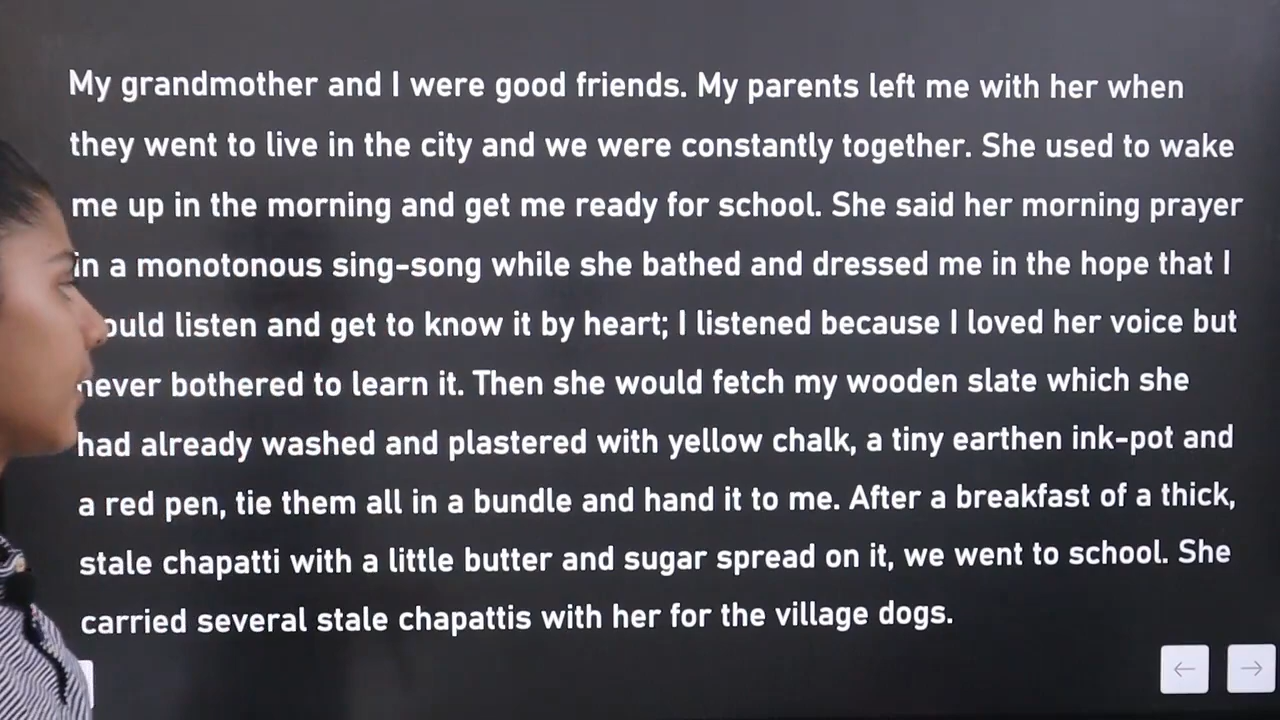 My grandmother and I were good friends. My parents left me with her when
they went to live in the city and we were constantly together. She used to wake
me up in the morning and get me ready for school. She said her morning prayer
in a monotonous sing-song while she bathed and dressed me in the hope that I
listen and get to know it by heart; I listened because I loved her voice but
never bothered to learn it. Then she would fetch my wooden slate which she
had already washed and plastered with yellow chalk, a tiny earthen ink-pot and
a red pen, tie them all in a bundle and hand it to me. After a breakfast of a thick,
stale chapatti with a little butter and sugar spread on it, we went to school. She
carried several stale chapattis with her for the village dogs.